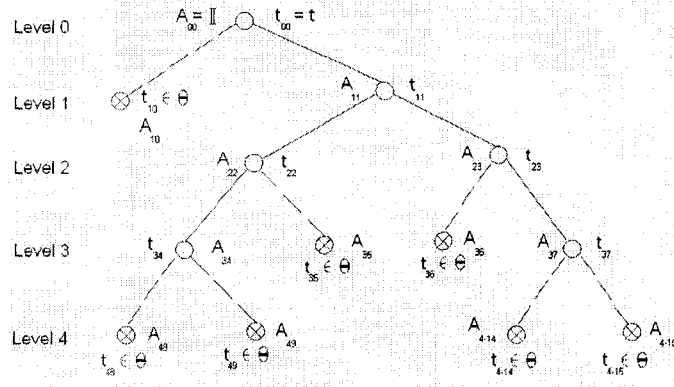 Level 0 A₀₀ = 𝕀 t₀₀ = t
Level 1 t₁₀ ϵ θ A₁₁ t₁₁
A₁₀
Level 2 A₂₂ t₂₂ A₂₃ t₂₃
Level 3 t₃₄ A₃₄ A₃₅ A₃₆ A₃₇ t₃₇
t₃₅ ϵ θ t₃₆ ϵ θ
Level 4 A₄₈ A₄₉ A₄₋₁₄
t₄₈ ϵ θ t₄₉ ϵ θ t₄₋₁₄ ϵ θ t₄₋₁₅ ϵ θ